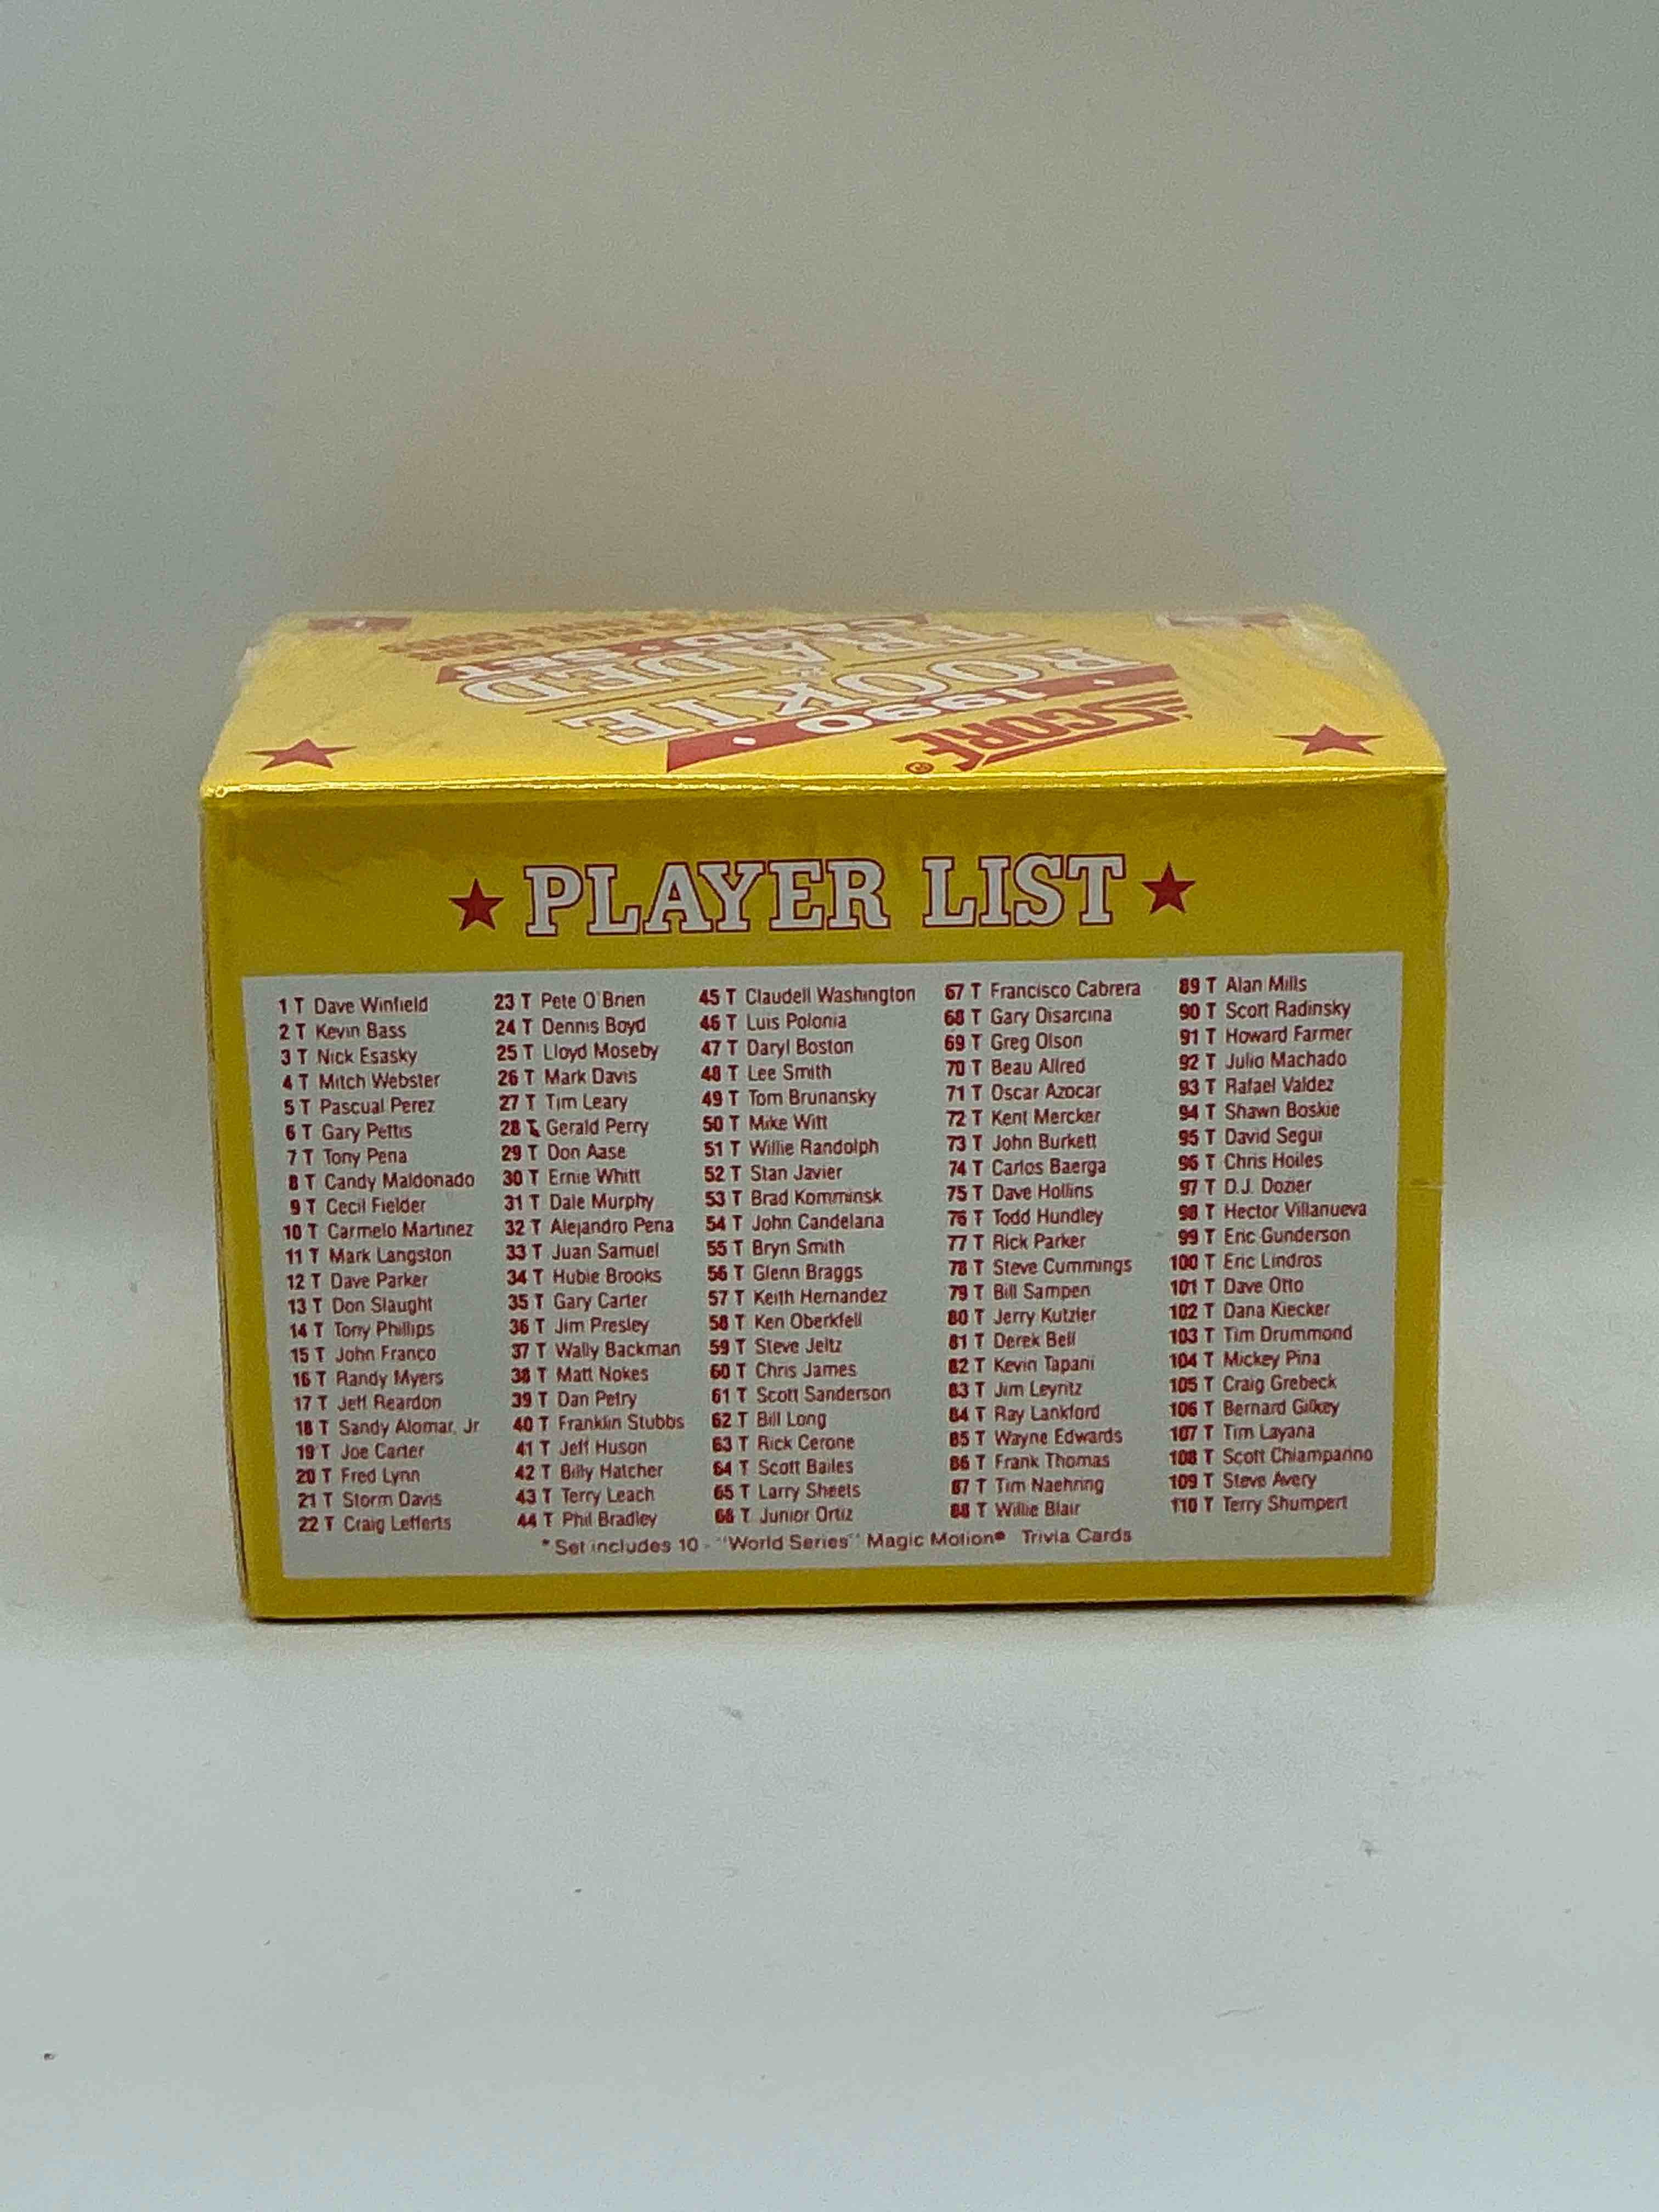 SCORE®
1990
ROOKIE
& TRADED
CARD • SET
★ PLAYER LIST ★
1 T Dave Winfield
2 T Kevin Bass
3 T Nick Esasky
4 T Mitch Webster
5 T Pascual Perez
6 T Gary Pettis
7 T Tony Pena
8 T Candy Maldonado
9 T Cecil Fielder
10 T Carmelo Martinez
11 T Mark Langston
12 T Dave Parker
13 T Don Slaught
14 T Tony Phillips
15 T John Franco
16 T Randy Myers
17 T Jeff Reardon
18 T Sandy Alomar, Jr
19 T Joe Carter
20 T Fred Lynn
21 T Storm Davis
22 T Craig Lefferts
23 T Pete O'Brien
24 T Dennis Boyd
25 T Lloyd Moseby
26 T Mark Davis
27 T Tim Leary
28 T Gerald Perry
29 T Don Aase
30 T Ernie Whitt
31 T Dale Murphy
32 T Alejandro Pena
33 T Juan Samuel
34 T Hubie Brooks
35 T Gary Carter
36 T Jim Presley
37 T Wally Backman
38 T Matt Nokes
39 T Dan Petry
40 T Franklin Stubbs
41 T Jeff Huson
42 T Billy Hatcher
43 T Terry Leach
44 T Phil Bradley
45 T Claudell Washington
46 T Luis Polonia
47 T Daryl Boston
48 T Lee Smith
49 T Tom Brunansky
50 T Mike Witt
51 T Willie Randolph
52 T Stan Javier
53 T Brad Komminsk
54 T John Candelaria
55 T Bryn Smith
56 T Glenn Braggs
57 T Keith Hernandez
58 T Ken Oberkfell
59 T Steve Jeltz
60 T Chris James
61 T Scott Sanderson
62 T Bill Long
63 T Rick Cerone
64 T Scott Bailes
65 T Larry Sheets
66 T Junior Ortiz
67 T Francisco Cabrera
68 T Gary Disarcina
69 T Greg Olson
70 T Beau Allred
71 T Oscar Azocar
72 T Kent Mercker
73 T John Burkett
74 T Carlos Baerga
75 T Dave Hollins
76 T Todd Hundley
77 T Rick Parker
78 T Steve Cummings
79 T Bill Sampen
80 T Jerry Kutzler
81 T Derek Bell
82 T Kevin Tapani
83 T Jim Leyritz
84 T Ray Lankford
85 T Wayne Edwards
86 T Frank Thomas
87 T Tim Naehring
88 T Willie Blair
89 T Alan Mills
90 T Scott Radinsky
91 T Howard Farmer
92 T Julio Machado
93 T Rafael Valdez
94 T Shawn Boskie
95 T David Segui
96 T Chris Hoiles
97 T D.J. Dozier
98 T Hector Villanueva
99 T Eric Gunderson
100 T Eric Lindros
101 T Dave Otto
102 T Dana Kiecker
103 T Tim Drummond
104 T Mickey Pina
105 T Craig Grebeck
106 T Bernard Gilkey
107 T Tim Layana
108 T Scott Chiamparino
109 T Steve Avery
110 T Terry Shumpert
* Set includes 10 - "World Series" Magic Motion® Trivia Cards